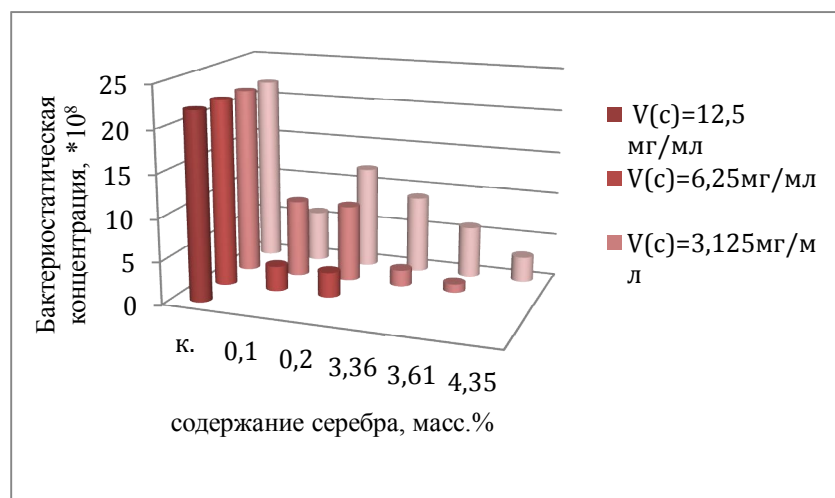 Бактериостатическая
концентрация, *10⁸
25
20
15
10
5
0
к.
0,1
0,2
3,36
3,61
4,35
содержание серебра, масс.%
V(c)=12,5
мг/мл
V(c)=6,25мг/мл
V(c)=3,125мг/м
л